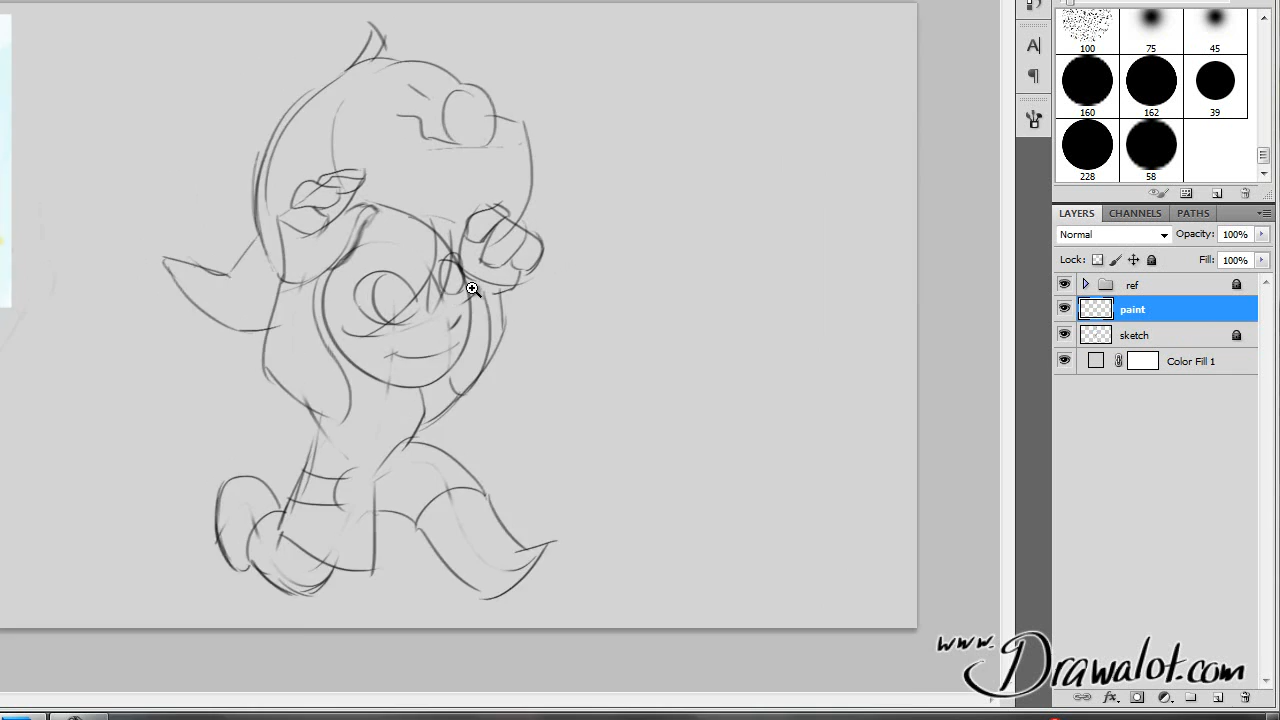 100 75 45
160 162 39
228 58
LAYERS CHANNELS PATHS
Normal Opacity: 100%
Lock: Fill: 100%
ref
paint
sketch
Color Fill 1
www.Drawalot.com